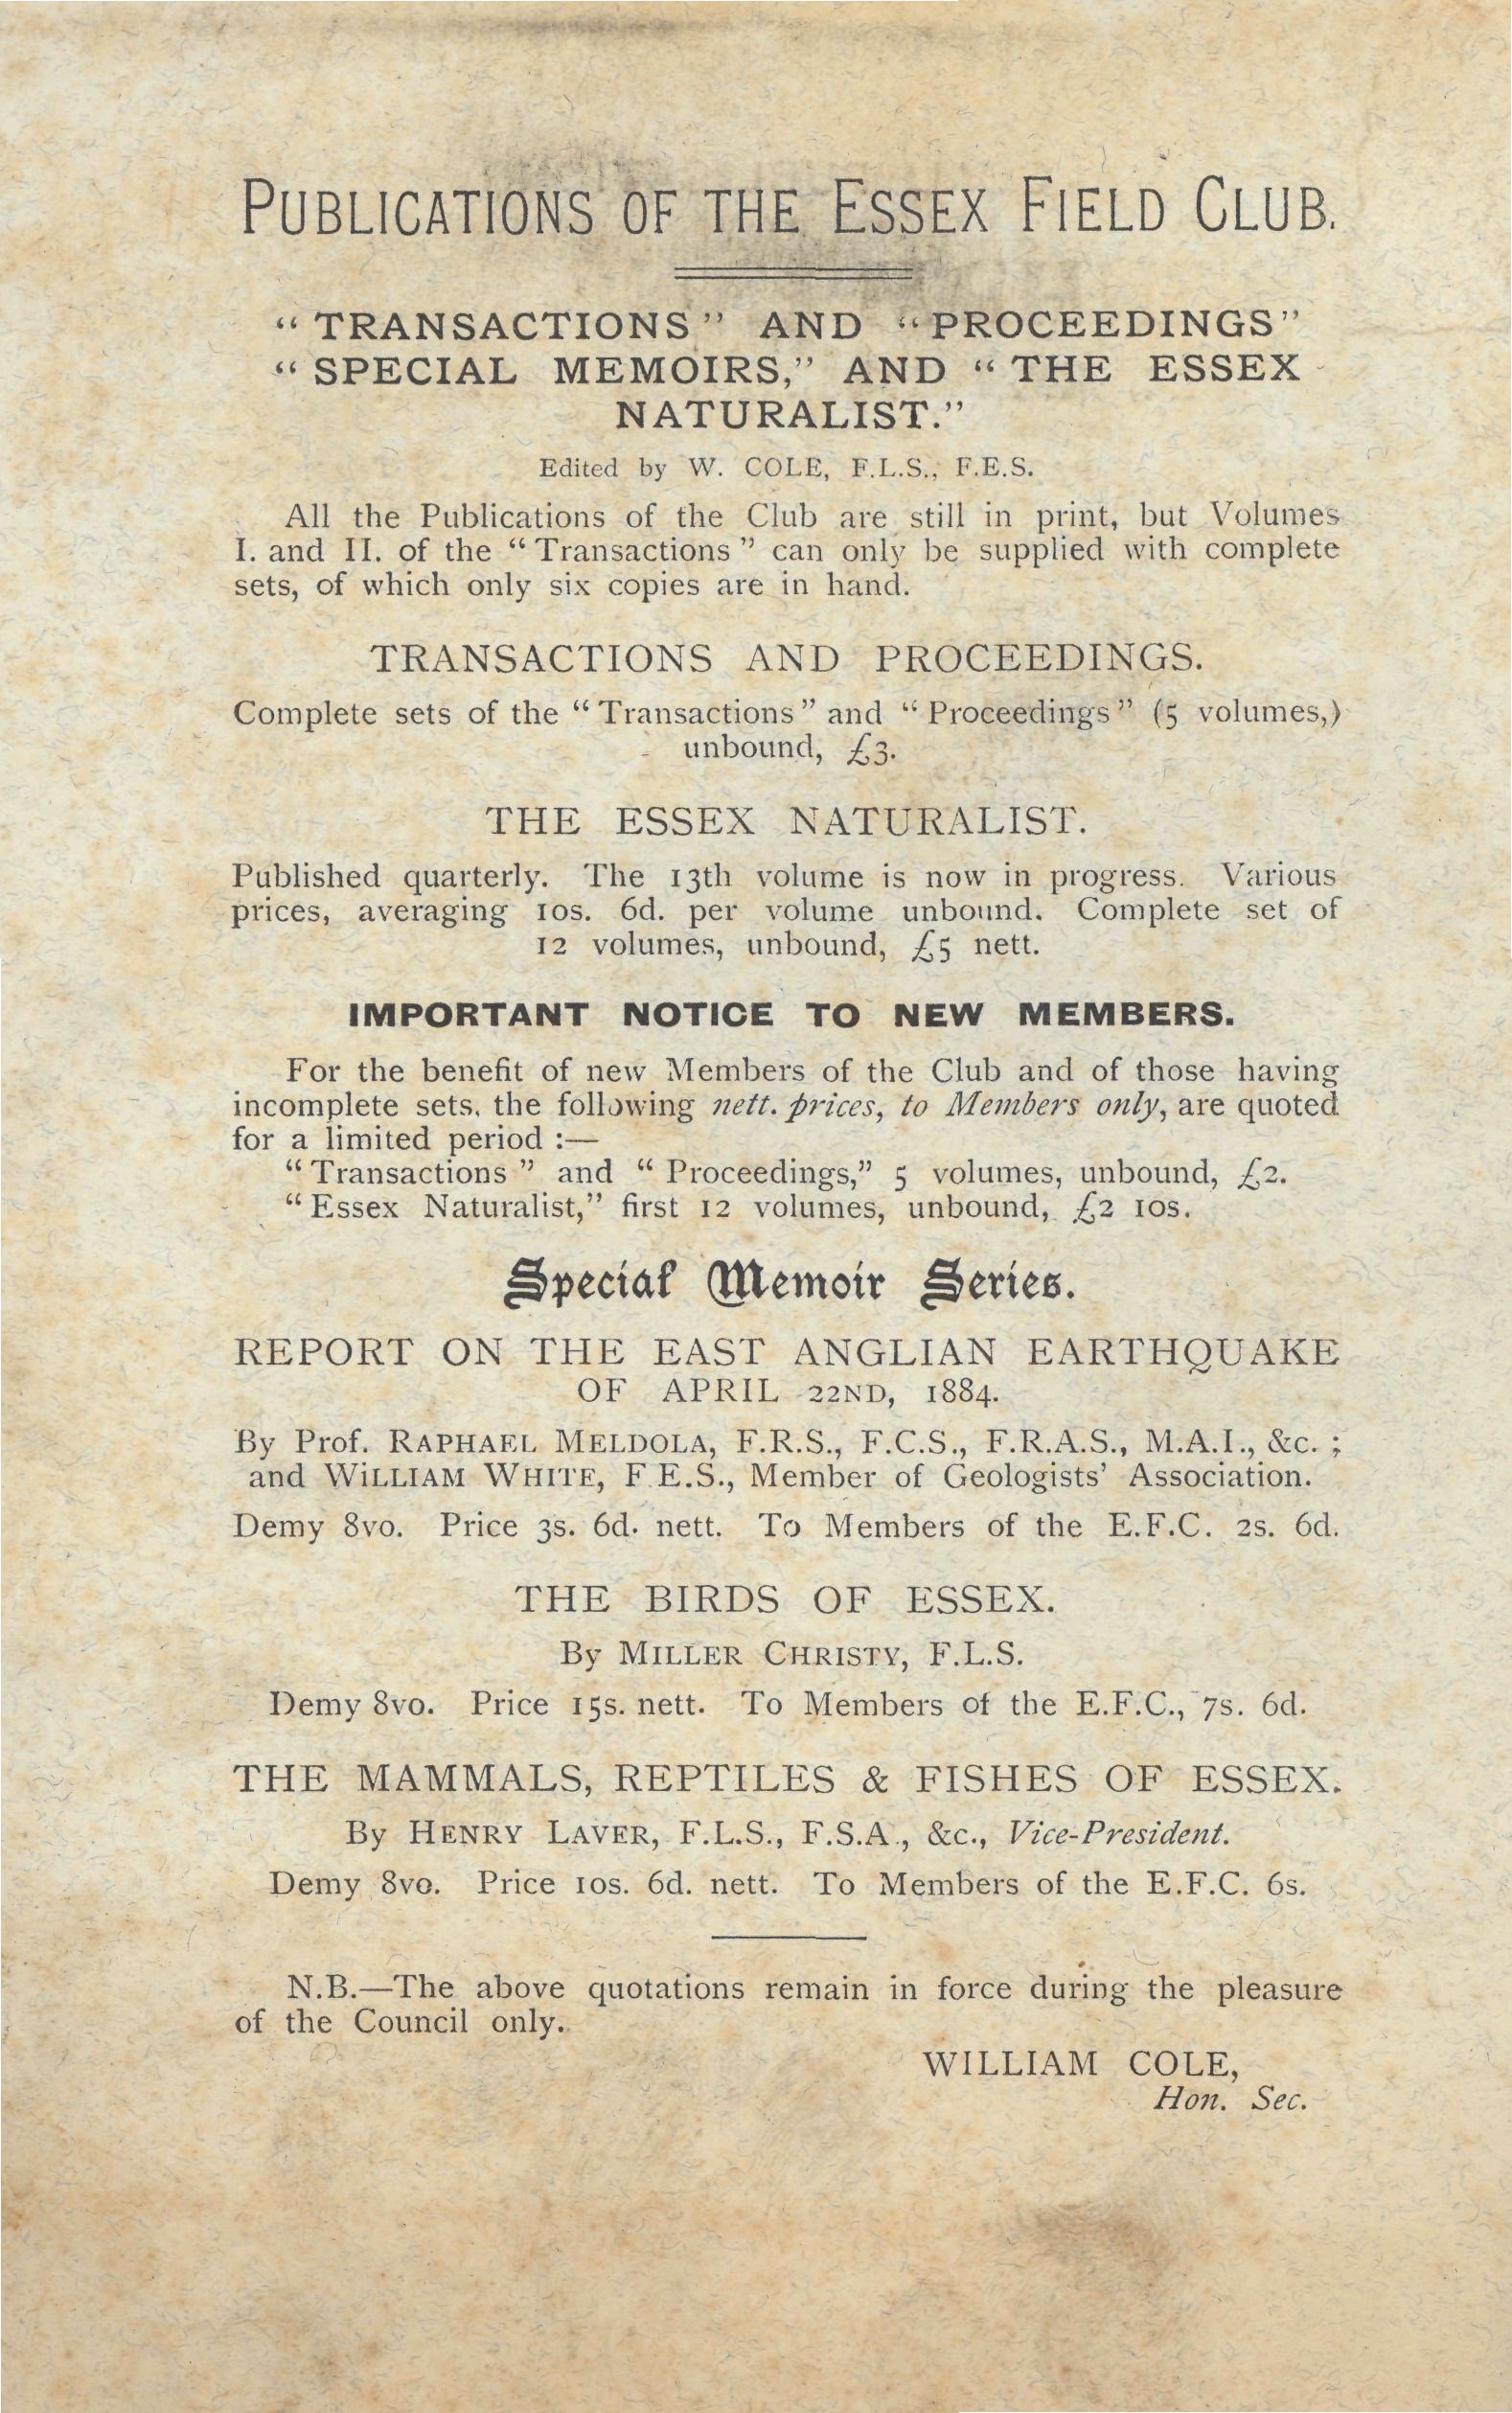 PUBLICATIONS OF THE ESSEX FIELD CLUB.
“TRANSACTIONS” AND “PROCEEDINGS”
“SPECIAL MEMOIRS,” AND “THE ESSEX
NATURALIST.”
Edited by W. COLE, F.L.S., F.E.S.
All the Publications of the Club are still in print, but Volumes
I. and II. of the “Transactions” can only be supplied with complete
sets, of which only six copies are in hand.
TRANSACTIONS AND PROCEEDINGS.
Complete sets of the “Transactions” and “Proceedings” (5 volumes,)
unbound, £3.
THE ESSEX NATURALIST.
Published quarterly. The 13th volume is now in progress. Various
prices, averaging 10s. 6d. per volume unbound. Complete set of
12 volumes, unbound, £5 nett.
IMPORTANT NOTICE TO NEW MEMBERS.
For the benefit of new Members of the Club and of those having
incomplete sets, the following nett. prices, to Members only, are quoted
for a limited period :—
“Transactions” and “Proceedings,” 5 volumes, unbound, £2.
“Essex Naturalist,” first 12 volumes, unbound, £2 10s.
Special Memoir Series.
REPORT ON THE EAST ANGLIAN EARTHQUAKE
OF APRIL 22ND, 1884.
By Prof. RAPHAEL MELDOLA, F.R.S., F.C.S., F.R.A.S., M.A.I., &c. ;
and WILLIAM WHITE, F.E.S., Member of Geologists’ Association.
Demy 8vo. Price 3s. 6d. nett. To Members of the E.F.C. 2s. 6d.
THE BIRDS OF ESSEX.
By MILLER CHRISTY, F.L.S.
Demy 8vo. Price 15s. nett. To Members of the E.F.C., 7s. 6d.
THE MAMMALS, REPTILES & FISHES OF ESSEX.
By HENRY LAVER, F.L.S., F.S.A., &c., Vice-President.
Demy 8vo. Price 10s. 6d. nett. To Members of the E.F.C. 6s.
N.B.—The above quotations remain in force during the pleasure
of the Council only.
WILLIAM COLE,
Hon. Sec.